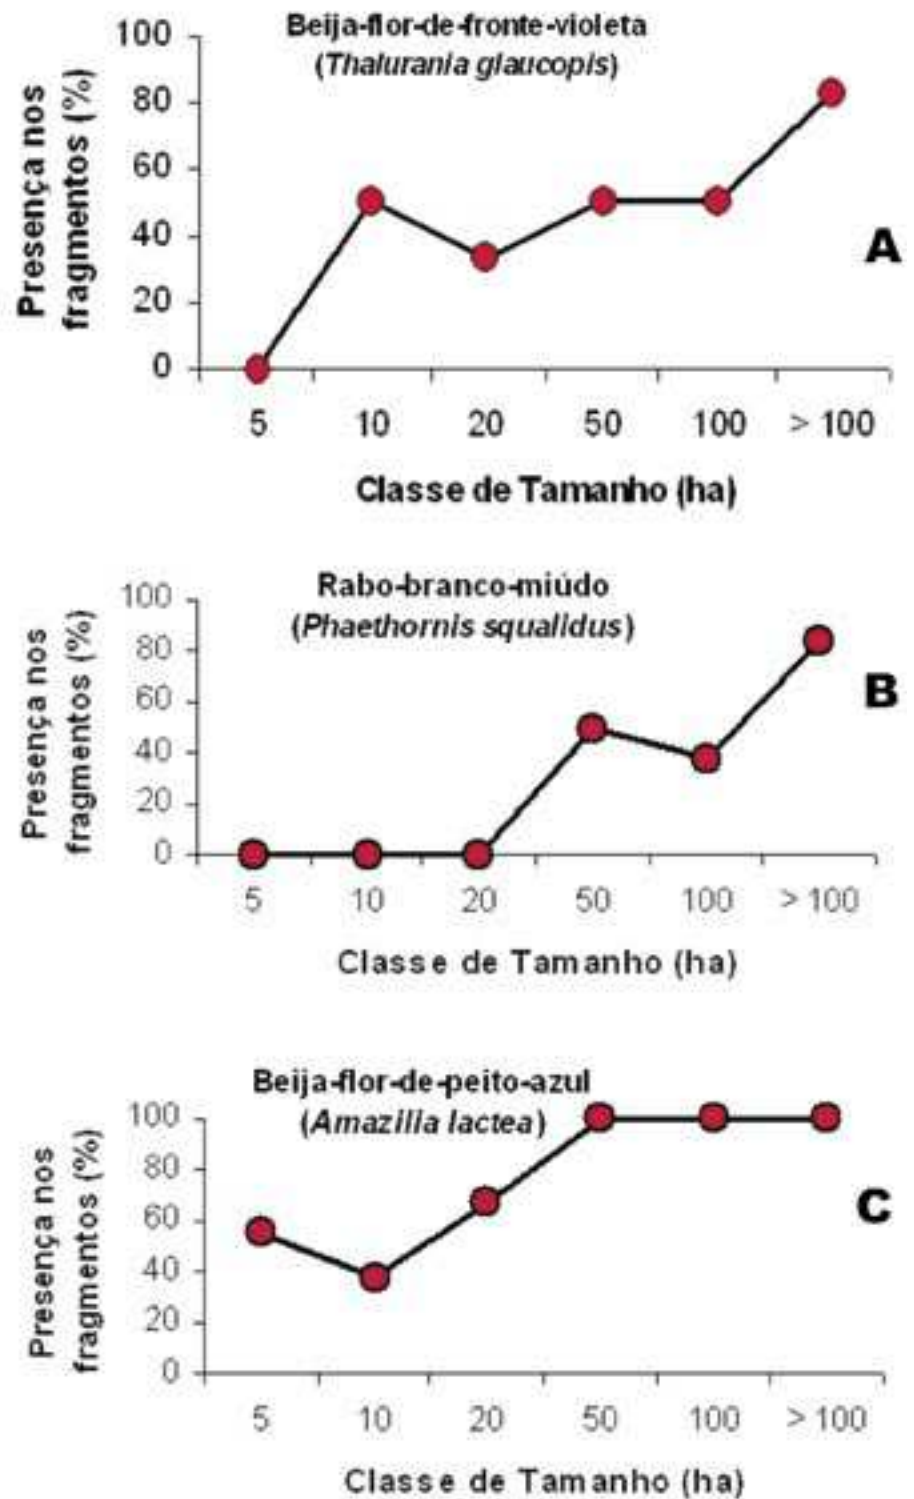 Beija-flor-de-fronte-violeta
(Thalurania glaucopis)
Presença nos
fragmentos (%)
100
80
60
40
20
0
A
5 10 20 50 100 > 100
Classe de Tamanho (ha)
Rabo-branco-miúdo
(Phaethornis squalidus)
Presença nos
fragmentos (%)
100
80
60
40
20
0
B
5 10 20 50 100 > 100
Classe de Tamanho (ha)
Beija-flor-de-peito-azul
(Amazilia lactea)
Presença nos
fragmentos (%)
100
80
60
40
20
0
C
5 10 20 50 100 > 100
Classe de Tamanho (ha)